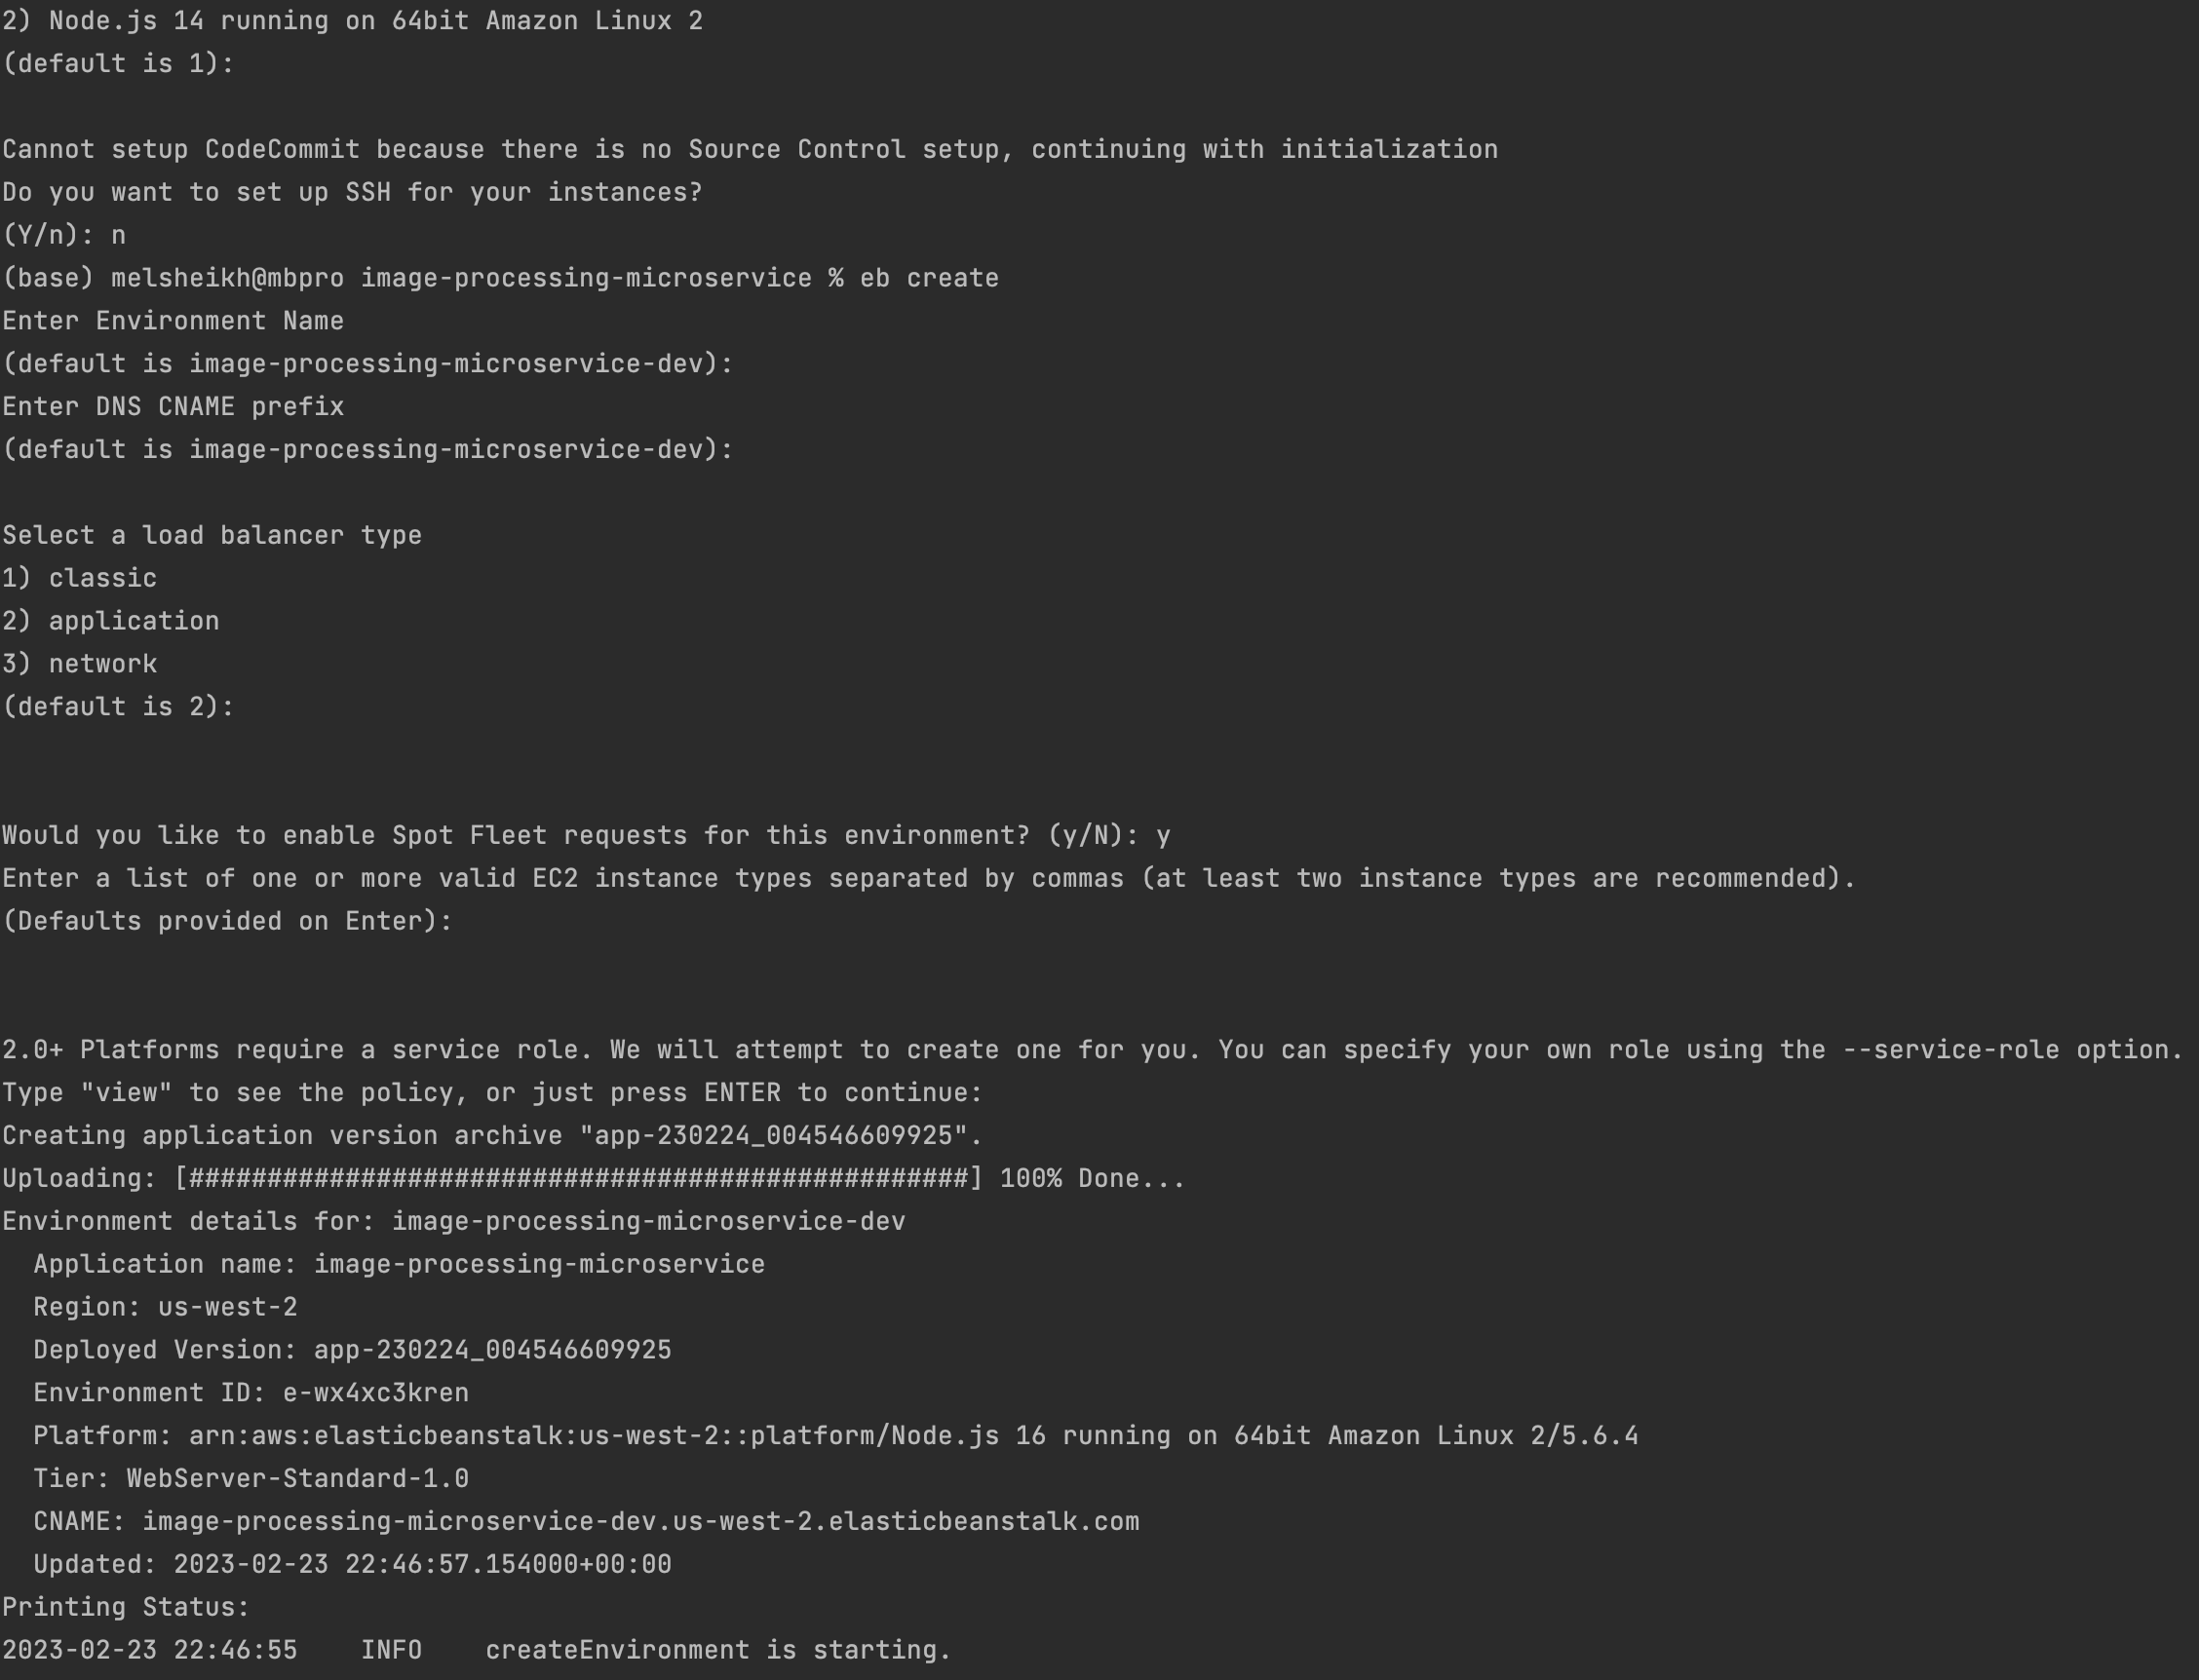 2) Node.js 14 running on 64bit Amazon Linux 2
(default is 1):
Cannot setup CodeCommit because there is no Source Control setup, continuing with initialization
Do you want to set up SSH for your instances?
(Y/n): n
(base) melsheikh@mbpro image-processing-microservice % eb create
Enter Environment Name
(default is image-processing-microservice-dev):
Enter DNS CNAME prefix
(default is image-processing-microservice-dev):
Select a load balancer type
1) classic
2) application
3) network
(default is 2):
Would you like to enable Spot Fleet requests for this environment? (y/N): y
Enter a list of one or more valid EC2 instance types separated by commas (at least two instance types are recommended).
(Defaults provided on Enter):
2.0+ Platforms require a service role. We will attempt to create one for you. You can specify your own role using the --service-role option.
Type "view" to see the policy, or just press ENTER to continue:
Creating application version archive "app-230224_004546609925".
Uploading: [##################################################] 100% Done...
Environment details for: image-processing-microservice-dev
  Application name: image-processing-microservice
  Region: us-west-2
  Deployed Version: app-230224_004546609925
  Environment ID: e-wx4xc3kren
  Platform: arn:aws:elasticbeanstalk:us-west-2::platform/Node.js 16 running on 64bit Amazon Linux 2/5.6.4
  Tier: WebServer-Standard-1.0
  CNAME: image-processing-microservice-dev.us-west-2.elasticbeanstalk.com
  Updated: 2023-02-23 22:46:57.154000+00:00
Printing Status:
2023-02-23 22:46:55    INFO    createEnvironment is starting.